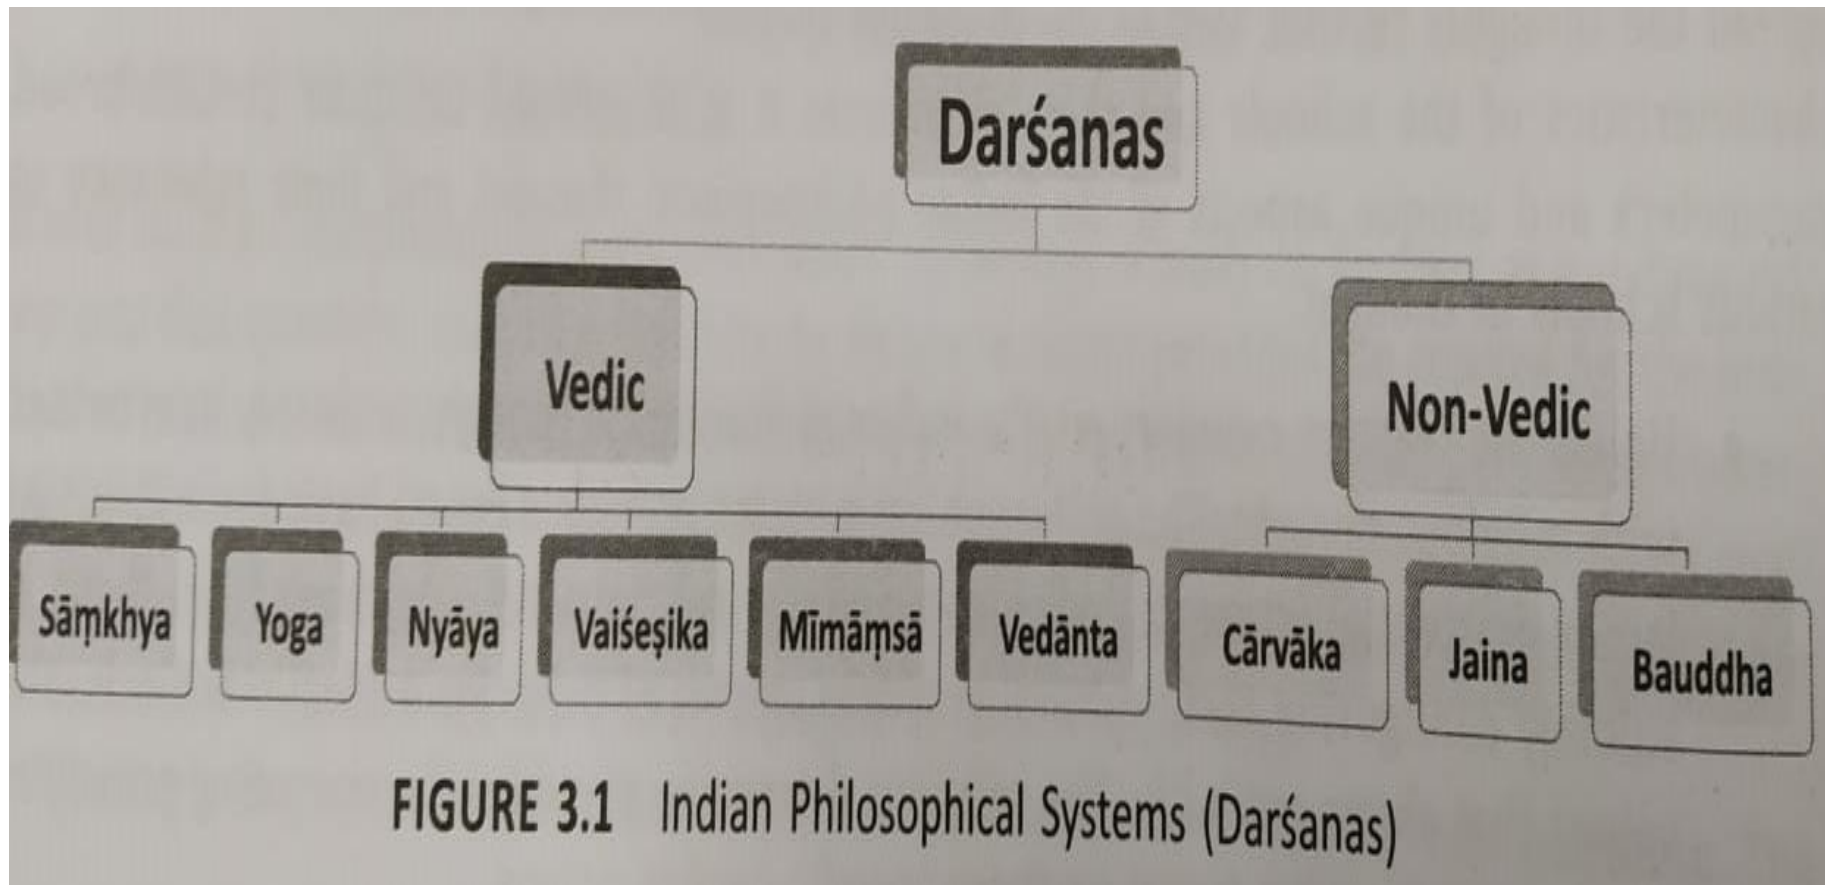 Darśanas
Vedic
Non-Vedic
Sāṃkhya
Yoga
Nyāya
Vaiśeṣika
Mīmāṃsā
Vedānta
Cārvāka
Jaina
Bauddha
FIGURE 3.1 Indian Philosophical Systems (Darśanas)